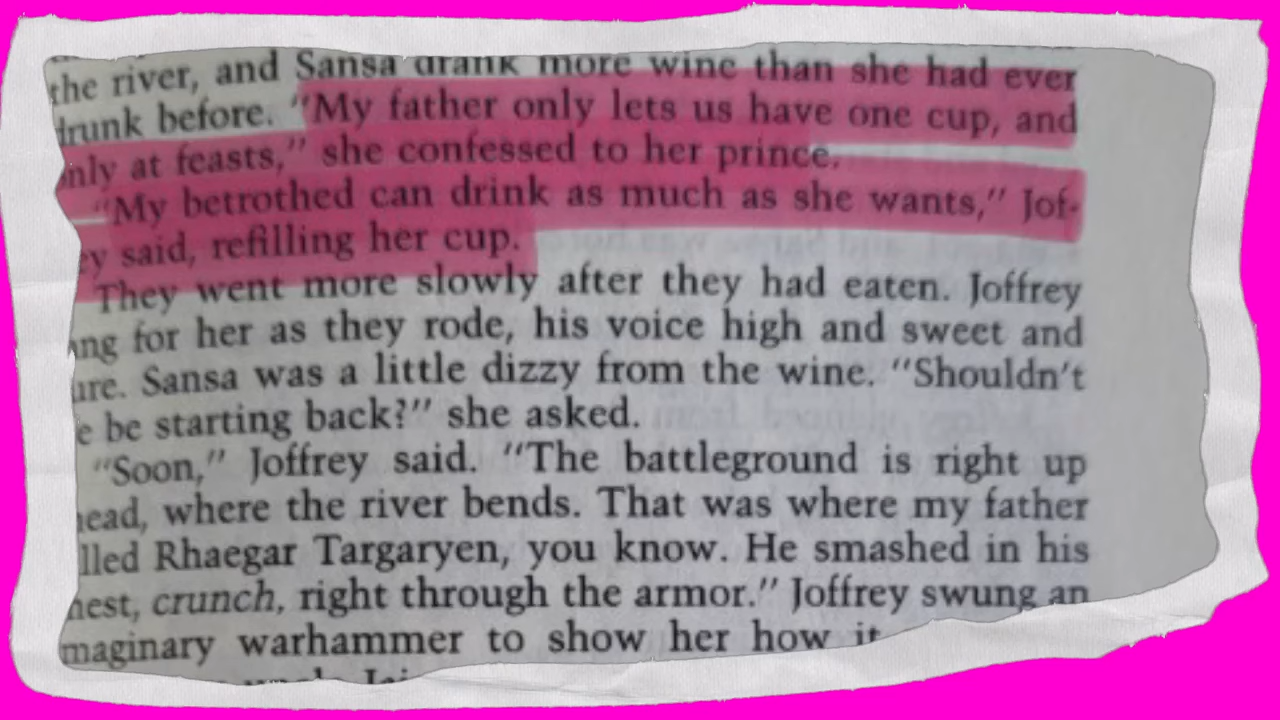 the river, and Sansa drank more wine than she had ever
drunk before. "My father only lets us have one cup, and
only at feasts," she confessed to her prince.
"My betrothed can drink as much as she wants," Jof-
ey said, refilling her cup.
They went more slowly after they had eaten. Joffrey
ang for her as they rode, his voice high and sweet and
ure. Sansa was a little dizzy from the wine. "Shouldn't
e be starting back?" she asked.
"Soon," Joffrey said. "The battleground is right up
head, where the river bends. That was where my father
lled Rhaegar Targaryen, you know. He smashed in his
hest, crunch, right through the armor." Joffrey swung an
maginary warhammer to show her how it